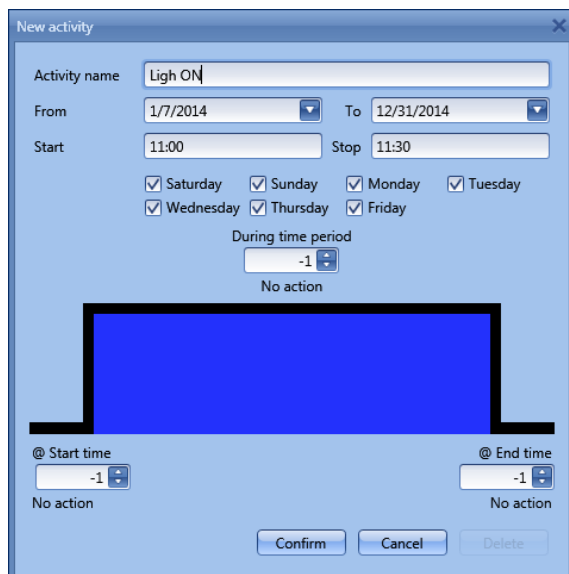 New activity
Activity name Ligh ON
From 1/7/2014 To 12/31/2014
Start 11:00 Stop 11:30
Saturday Sunday Monday Tuesday
Wednesday Thursday Friday
During time period
-1
No action
@ Start time @ End time
-1 -1
No action No action
Confirm Cancel Delete